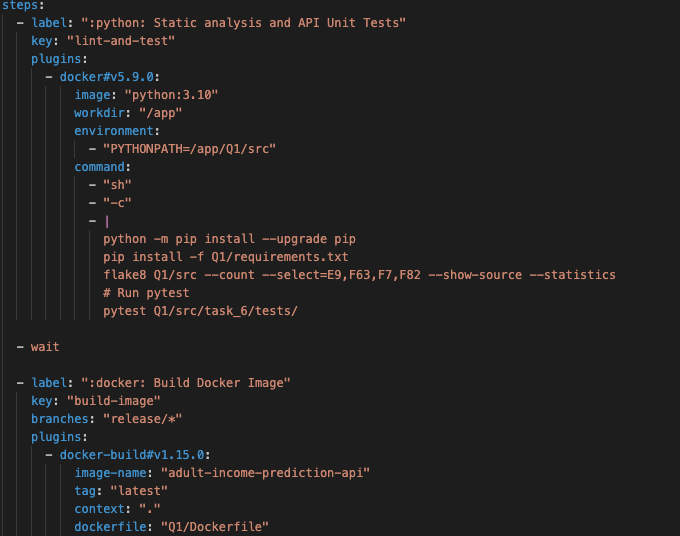 steps:
- label: ":python: Static analysis and API Unit Tests"
key: "lint-and-test"
plugins:
- docker#v5.9.0:
image: "python:3.10"
workdir: "/app"
environment:
- "PYTHONPATH=/app/Q1/src"
command:
- "sh"
- "-c"
- |
python -m pip install --upgrade pip
pip install -f Q1/requirements.txt
flake8 Q1/src --count --select=E9,F63,F7,F82 --show-source --statistics
# Run pytest
pytest Q1/src/task_6/tests/
- wait
- label: ":docker: Build Docker Image"
key: "build-image"
branches: "release/*"
plugins:
- docker-build#v1.15.0:
image-name: "adult-income-prediction-api"
tag: "latest"
context: "."
dockerfile: "Q1/Dockerfile"